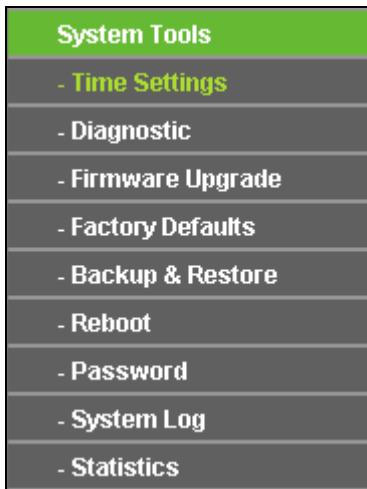 System Tools
- Time Settings
- Diagnostic
- Firmware Upgrade
- Factory Defaults
- Backup & Restore
- Reboot
- Password
- System Log
- Statistics